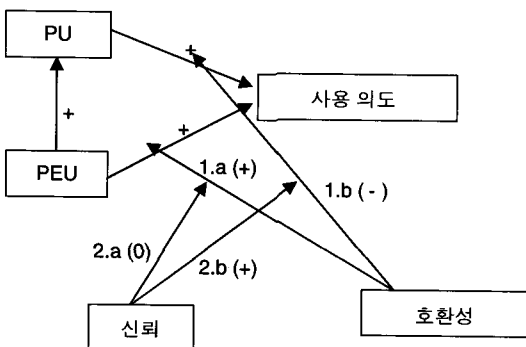 PU
+
사용 의도
+
+
PEU
1.a (+)
1.b ( - )
2.a (0)
2.b (+)
신뢰
호환성